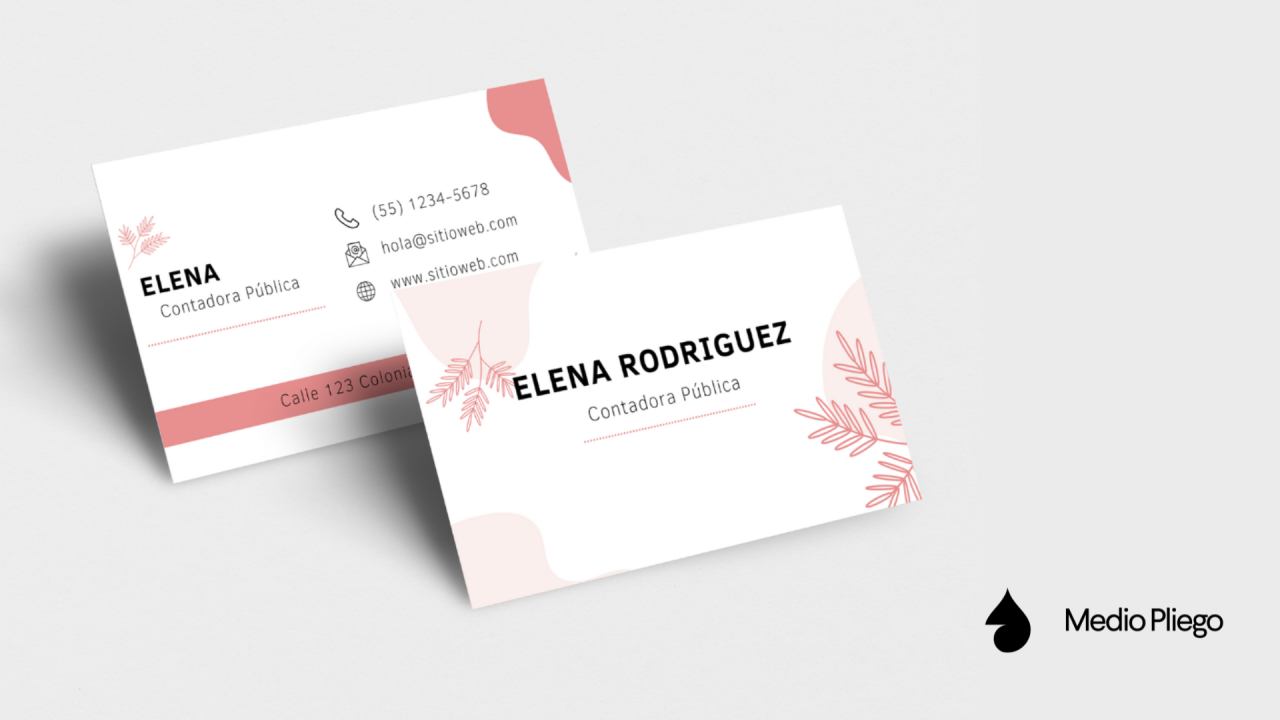 ELENA
Contadora Pública
(55) 1234-5678
hola@sitioweb.com
www.sitioweb.com
Calle 123 Colonia
ELENA RODRIGUEZ
Contadora Pública
Medio Pliego